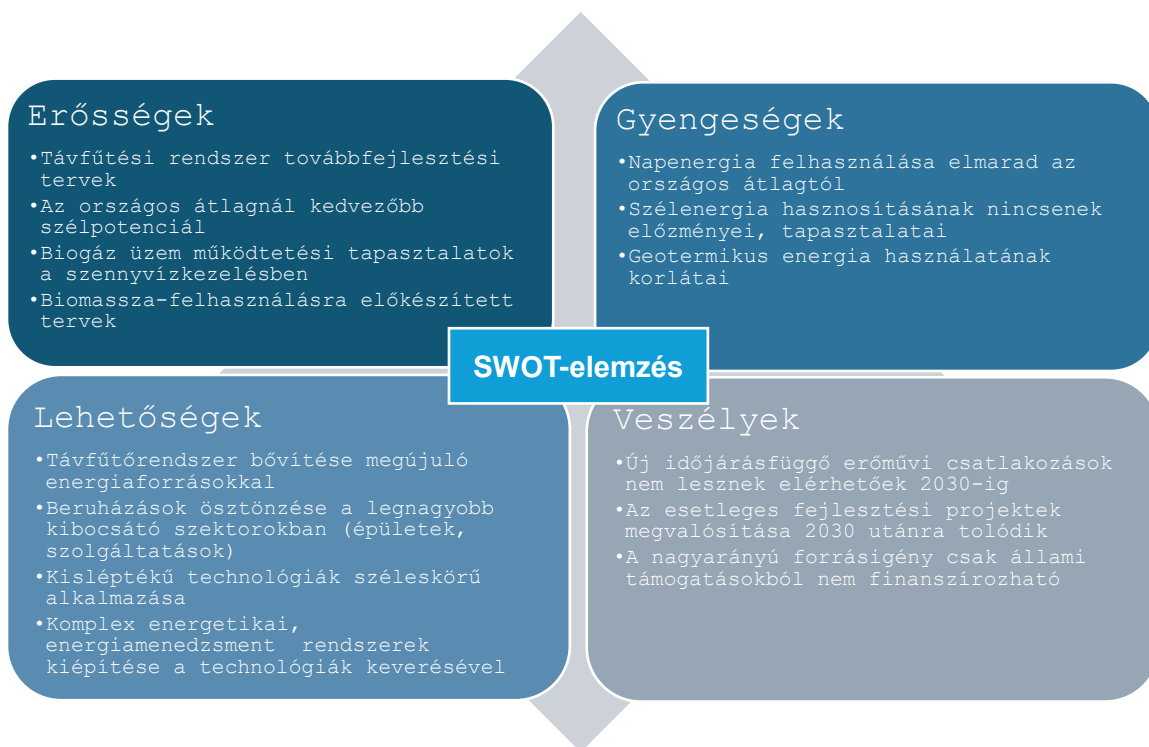 Erősségek
•Távfűtési rendszer továbbfejlesztési
tervek
•Az országos átlagnál kedvezőbb
szélpotenciál
•Biogáz üzem működtetési tapasztalatok
a szennyvízkezelésben
•Biomassza-felhasználásra előkészített
tervek
Gyengeségek
•Napenergia felhasználása elmarad az
országos átlagtól
•Szélenergia hasznosításának nincsenek
előzményei, tapasztalatai
•Geotermikus energia használatának
korlátai
SWOT-elemzés
Lehetőségek
•Távfűtőrendszer bővítése megújuló
energiaforrásokkal
•Beruházások ösztönzése a legnagyobb
kibocsátó szektorokban (épületek,
szolgáltatások)
•Kisléptékű technológiák széleskörű
alkalmazása
•Komplex energetikai,
energiamenedzsment rendszerek
kiépítése a technológiák keverésével
Veszélyek
•Új időjárásfüggő erőművi csatlakozások
nem lesznek elérhetőek 2030-ig
•Az esetleges fejlesztési projektek
megvalósítása 2030 utánra tolódik
•A nagyarányú forrásigény csak állami
támogatásokból nem finanszírozható